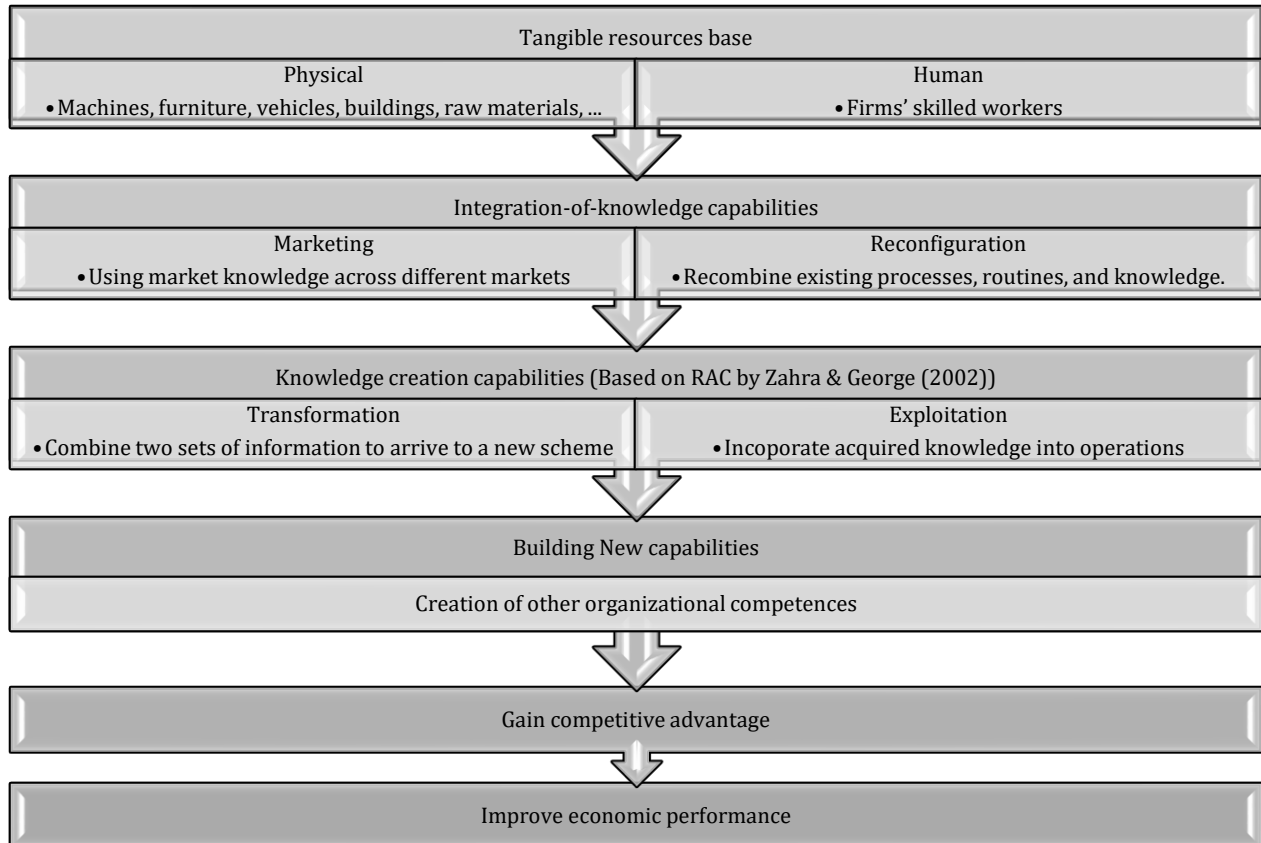 Tangible resources base
Physical
•Machines, furniture, vehicles, buildings, raw materials, ...
Human
•Firms’ skilled workers
Integration-of-knowledge capabilities
Marketing
•Using market knowledge across different markets
Reconfiguration
•Recombine existing processes, routines, and knowledge.
Knowledge creation capabilities (Based on RAC by Zahra & George (2002))
Transformation
•Combine two sets of information to arrive to a new scheme
Exploitation
•Incoporate acquired knowledge into operations
Building New capabilities
Creation of other organizational competences
Gain competitive advantage
Improve economic performance